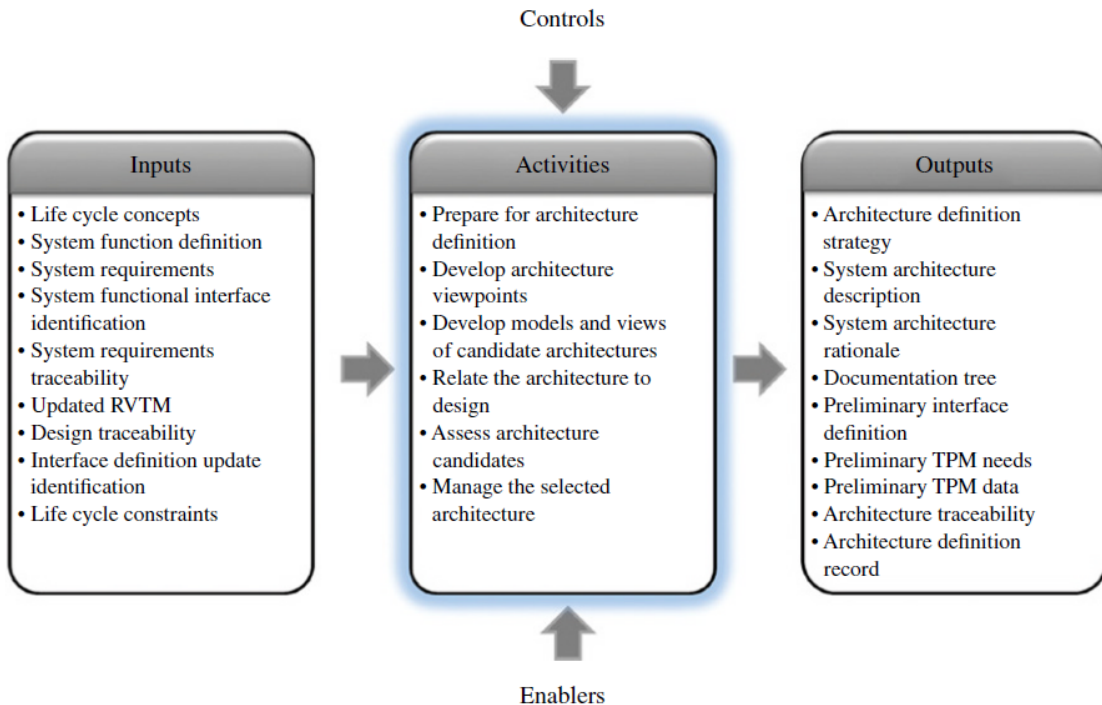 Controls
Inputs
• Life cycle concepts
• System function definition
• System requirements
• System functional interface
identification
• System requirements
traceability
• Updated RVTM
• Design traceability
• Interface definition update
identification
• Life cycle constraints
Activities
• Prepare for architecture
definition
• Develop architecture
viewpoints
• Develop models and views
of candidate architectures
• Relate the architecture to
design
• Assess architecture
candidates
• Manage the selected
architecture
Outputs
• Architecture definition
strategy
• System architecture
description
• System architecture
rationale
• Documentation tree
• Preliminary interface
definition
• Preliminary TPM needs
• Preliminary TPM data
• Architecture traceability
• Architecture definition
record
Enablers